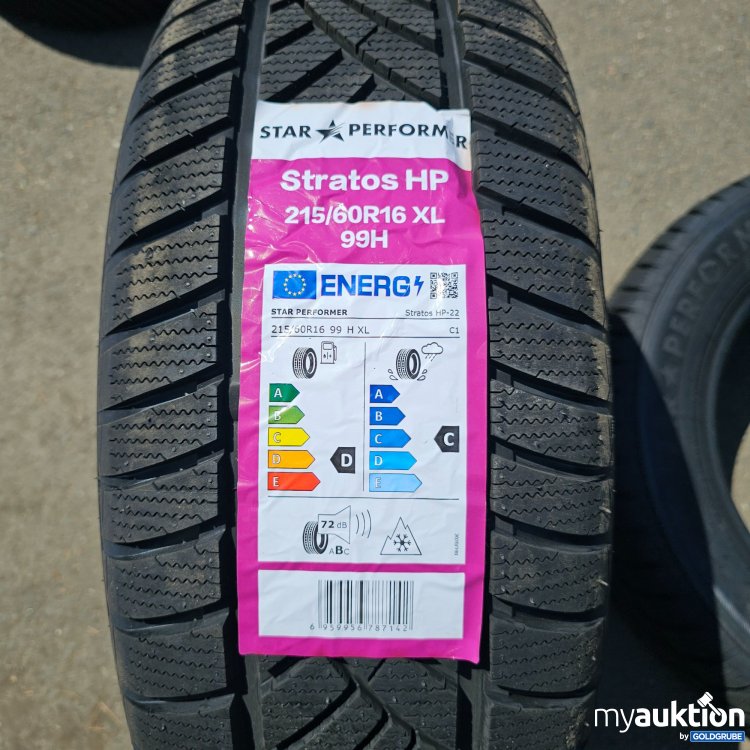 STAR PERFORMER
Stratos HP
215/60R16 XL
99H
ENERG
STAR PERFORMER Stratos HP-22
215/60R16 99 H XL C1
A
B
C
D
E
D
A
B
C
D
E
C
72 dB
ABC
6 959956 787142
PERFORM
myauktion
by GOLDGRUBE